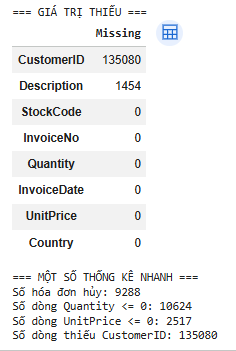 === GIÁ TRỊ THIẾU ===
Missing
CustomerID 135080
Description 1454
StockCode 0
InvoiceNo 0
Quantity 0
InvoiceDate 0
UnitPrice 0
Country 0
=== MỘT SỐ THỐNG KÊ NHANH ===
Số hóa đơn hủy: 9288
Số dòng Quantity <= 0: 10624
Số dòng UnitPrice <= 0: 2517
Số dòng thiếu CustomerID: 135080